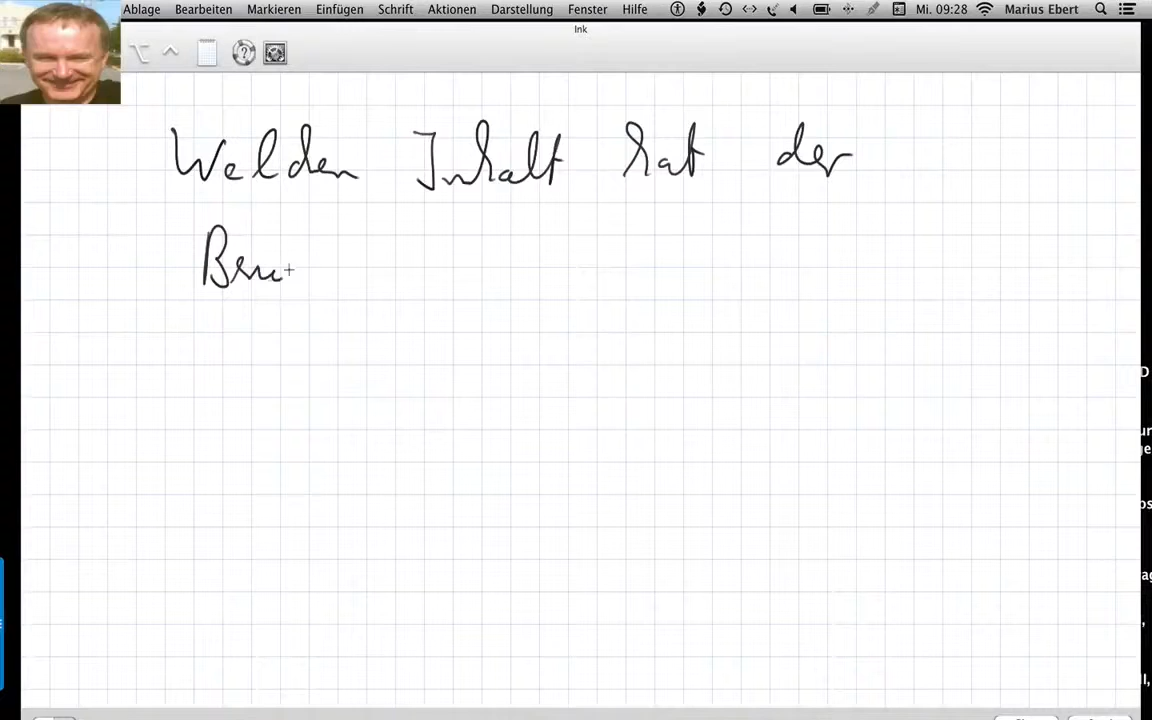 Ablage Bearbeiten Markieren Einfügen Schrift Aktionen Darstellung Fenster Hilfe Mi. 09:28 Marius Ebert
Ink
Welchen Inhalt hat der
Beru